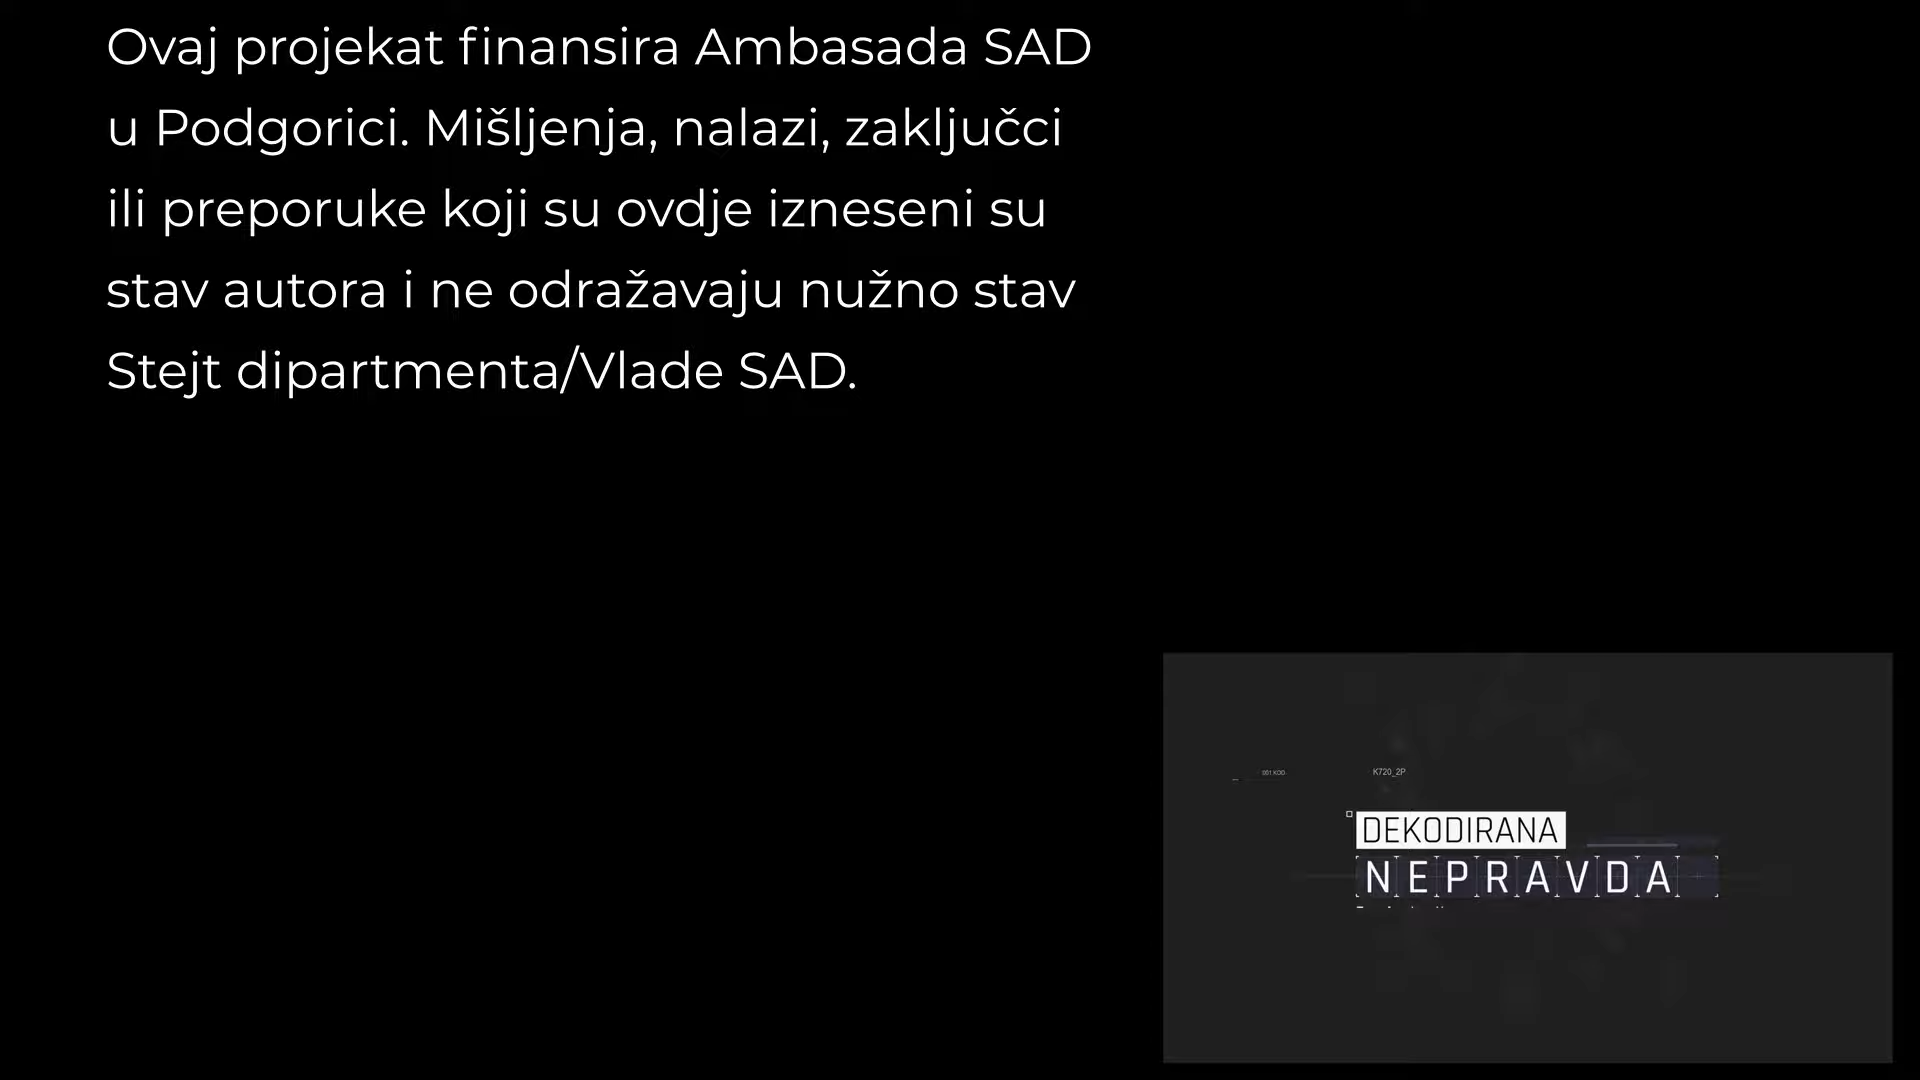 Ovaj projekat finansira Ambasada SAD
u Podgorici. Mišljenja, nalazi, zaključci
ili preporuke koji su ovdje izneseni su
stav autora i ne odražavaju nužno stav
Stejt dipartmenta/Vlade SAD.
K720_2P
DEKODIRANA
NEPRAVDA